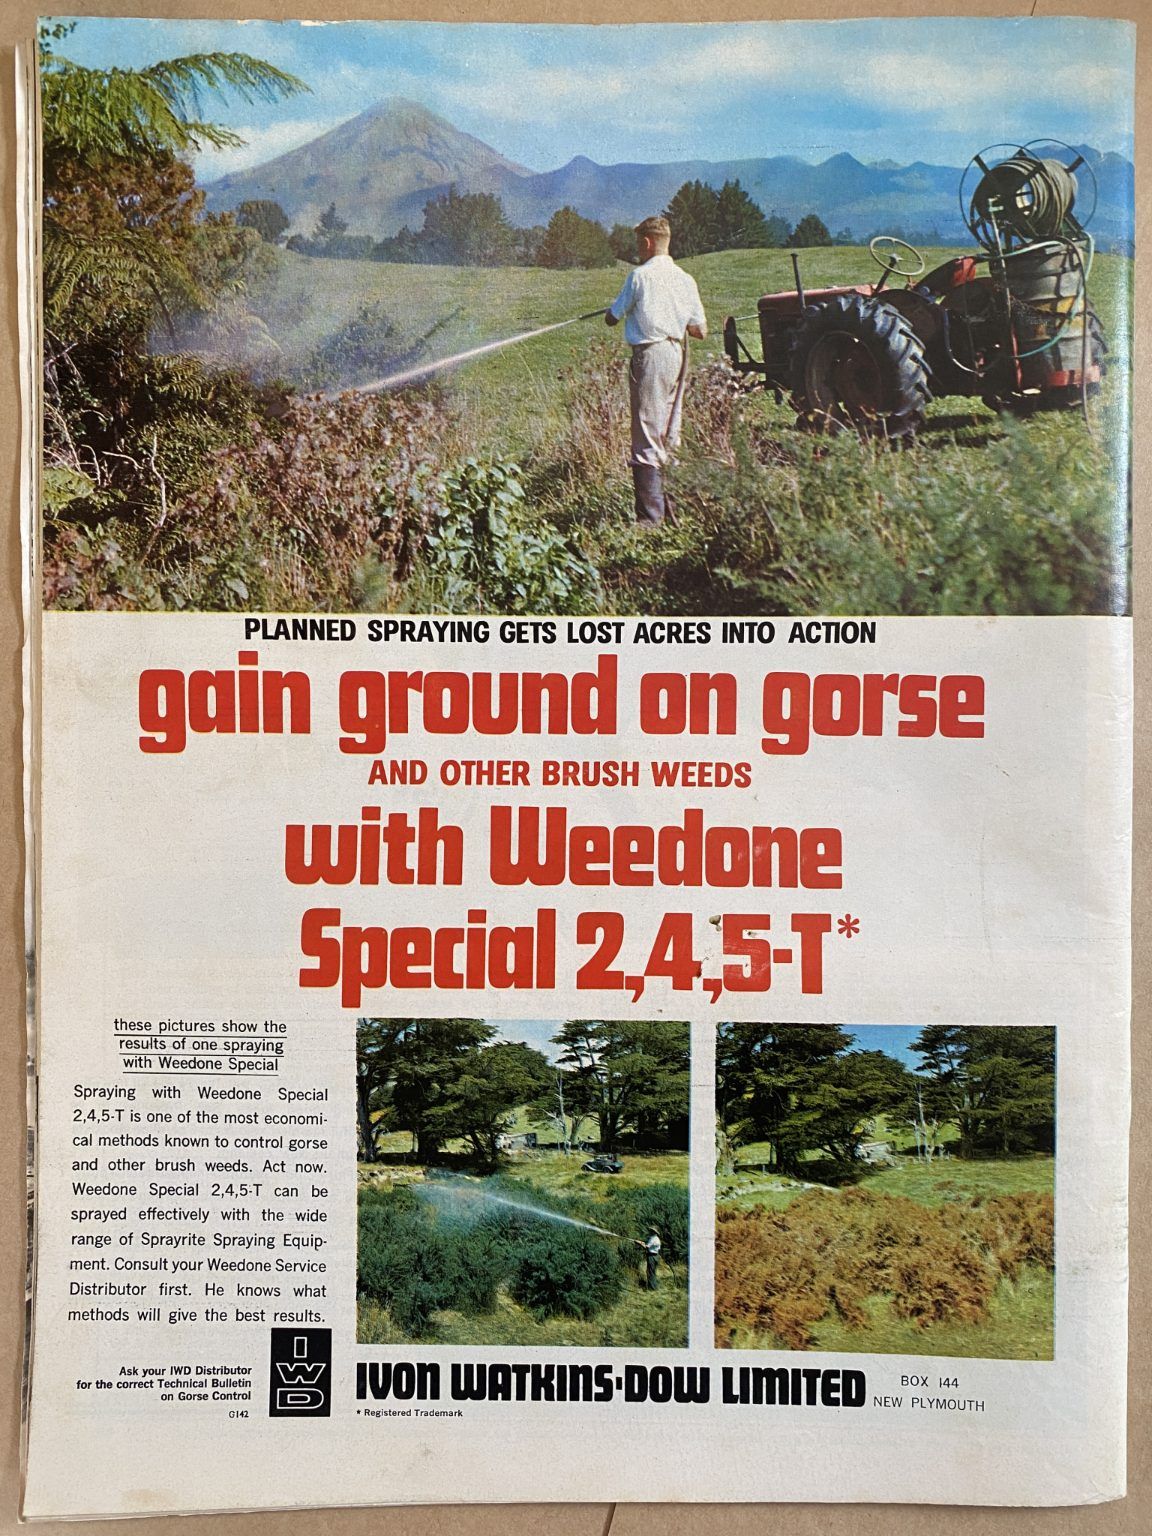 PLANNED SPRAYING GETS LOST ACRES INTO ACTION
gain ground on gorse
AND OTHER BRUSH WEEDS
with Weedone
Special 2,4,5-T*
these pictures show the
results of one spraying
with Weedone Special
Spraying with Weedone Special
2,4,5-T is one of the most economi-
cal methods known to control gorse
and other brush weeds. Act now.
Weedone Special 2,4,5-T can be
sprayed effectively with the wide
range of Sprayrite Spraying Equip-
ment. Consult your Weedone Service
Distributor first. He knows what
methods will give the best results.
Ask your IWD Distributor
for the correct Technical Bulletin
on Gorse Control
G142
IWD
IVON WATKINS-DOW LIMITED
BOX 144
NEW PLYMOUTH
* Registered Trademark